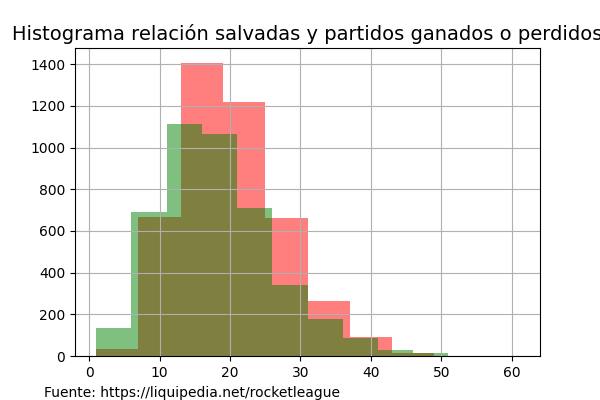 Histograma relación salvadas y partidos ganados o perdidos
1400
1200
1000
800
600
400
200
0
0 10 20 30 40 50 60
Fuente: https://liquipedia.net/rocketleague